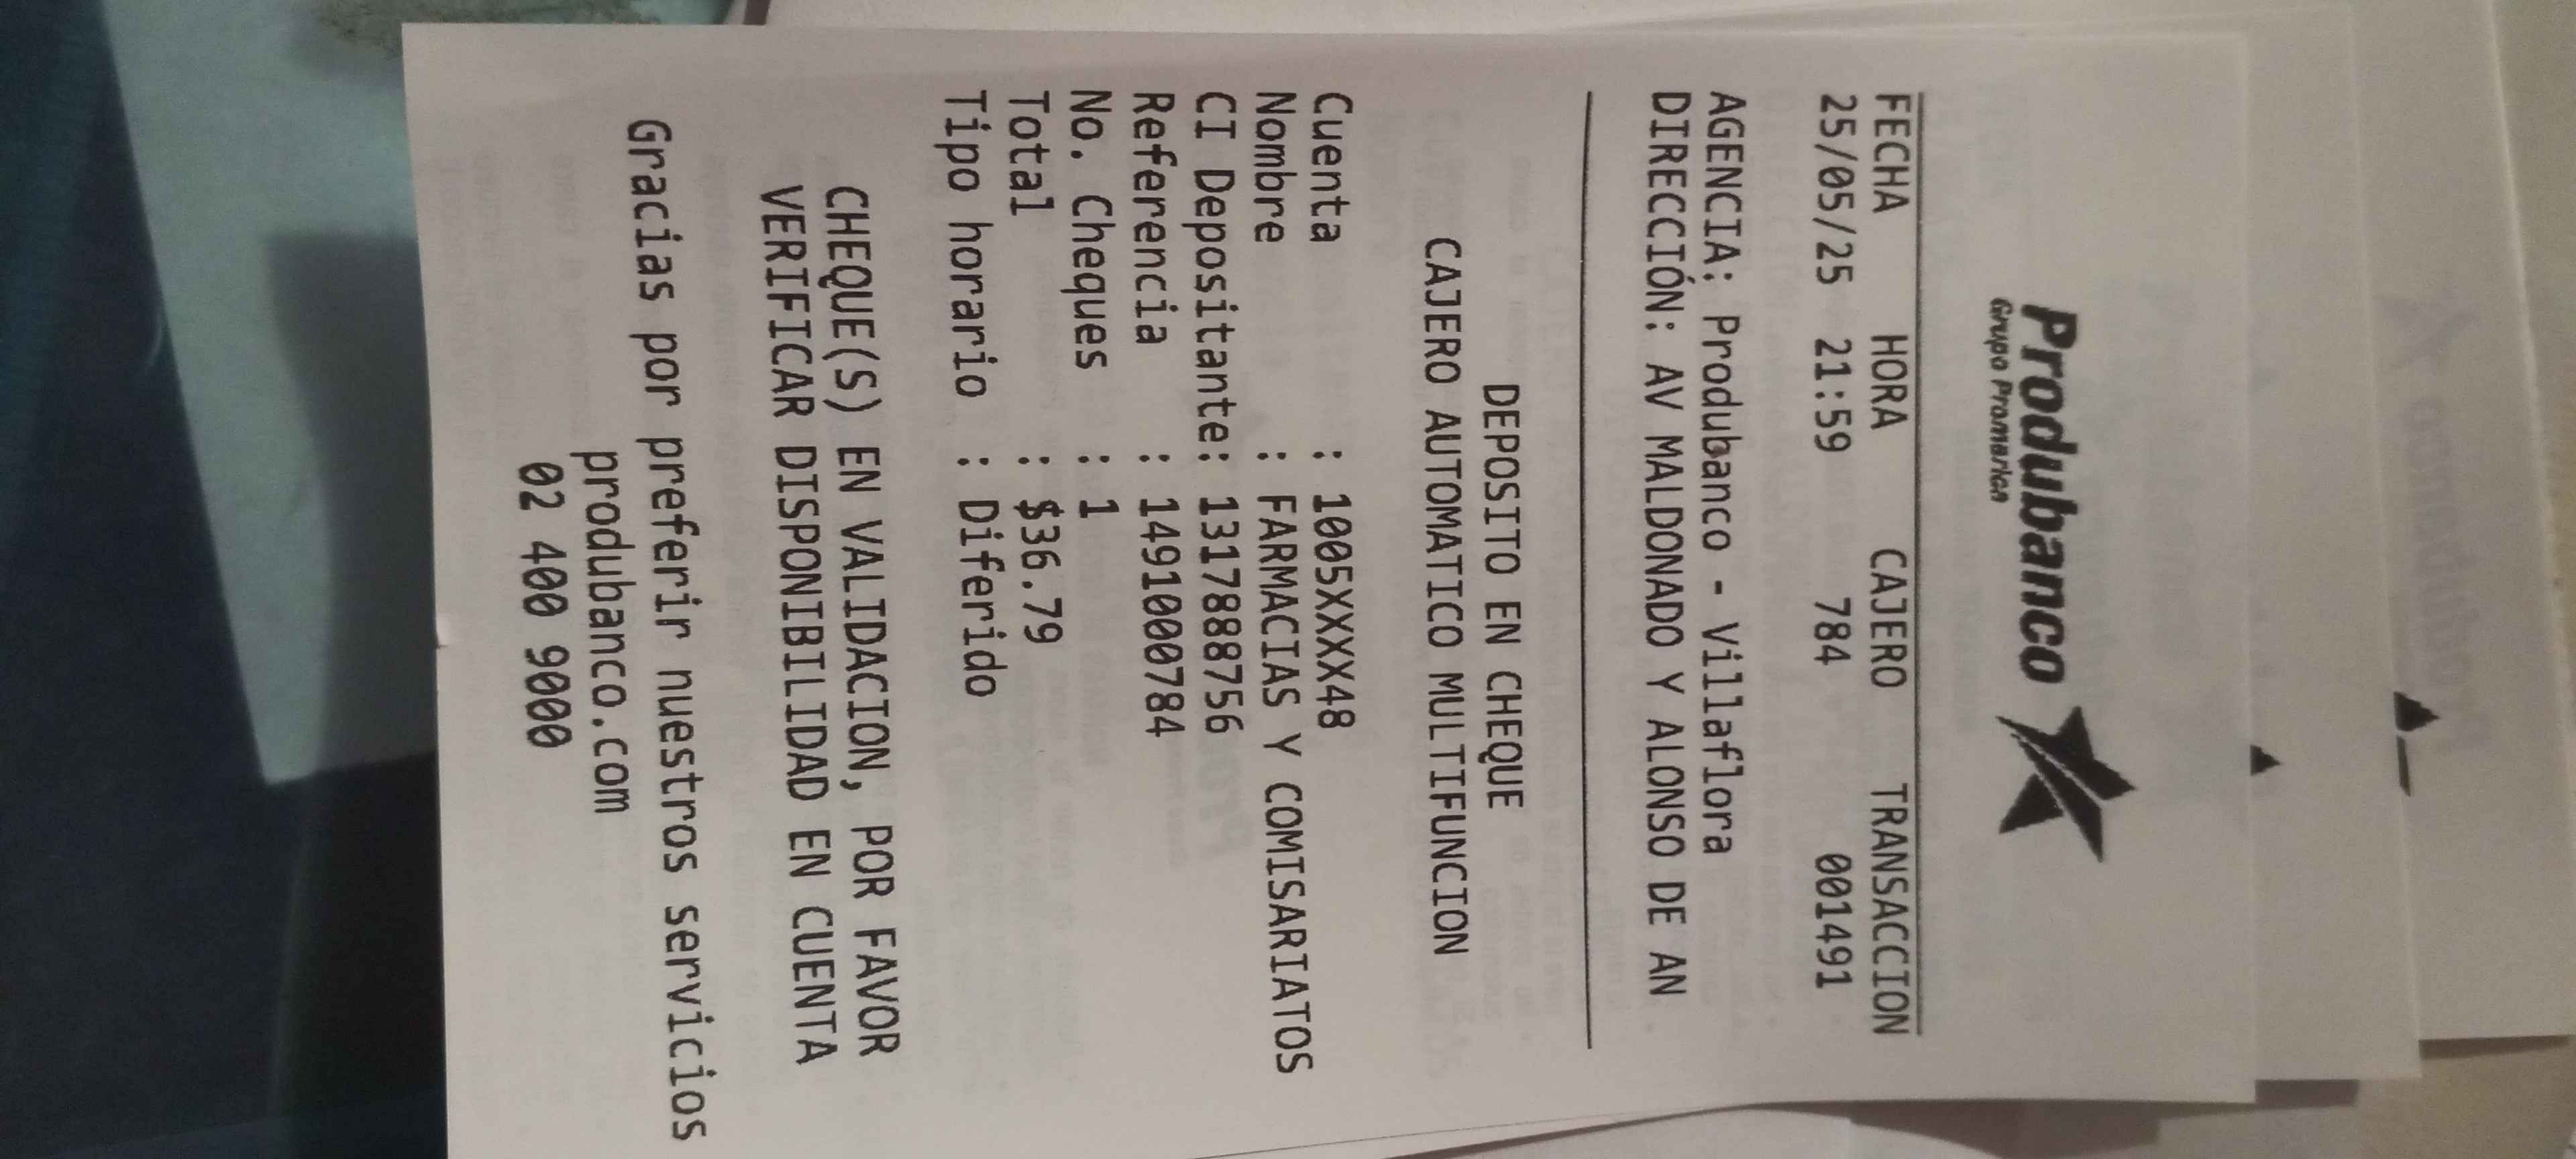 Produbanco
Grupo Promerica
FECHA HORA CAJERO TRANSACCION
25/05/25 21:59 784 001491
AGENCIA: Produbanco - Villaflora
DIRECCIÓN: AV MALDONADO Y ALONSO DE AN
DEPOSITO EN CHEQUE
CAJERO AUTOMATICO MULTIFUNCION
Cuenta : 1005XXXX48
Nombre : FARMACIAS Y COMISARIATOS
CI Depositante: 1317888756
Referencia : 1491000784
No. Cheques : 1
Total : $36.79
Tipo horario : Diferido
CHEQUE(S) EN VALIDACION, POR FAVOR
VERIFICAR DISPONIBILIDAD EN CUENTA
Gracias por preferir nuestros servicios
produbanco.com
02 400 9000